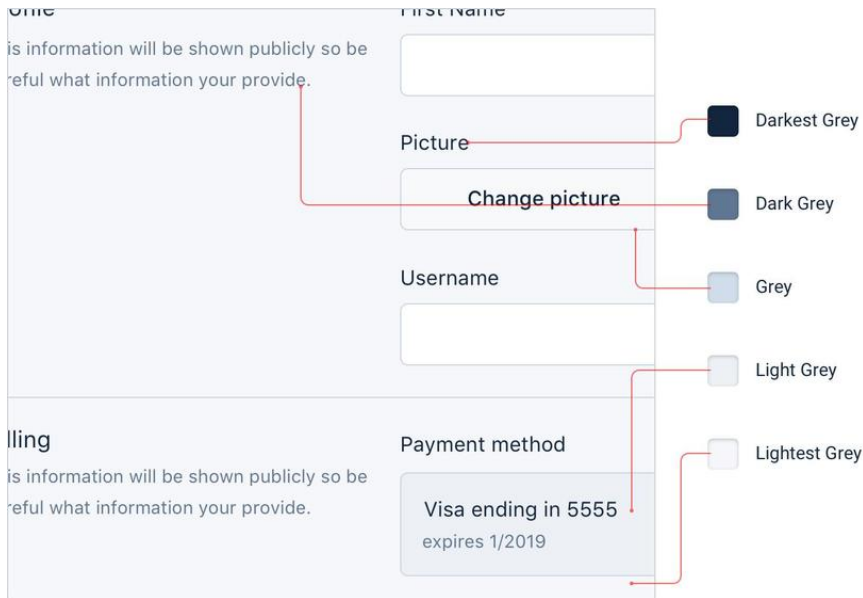 First Name
is information will be shown publicly so be
reful what information your provide.
Picture
Change picture
Username
lling
is information will be shown publicly so be
reful what information your provide.
Payment method
Visa ending in 5555
expires 1/2019
Darkest Grey
Dark Grey
Grey
Light Grey
Lightest Grey